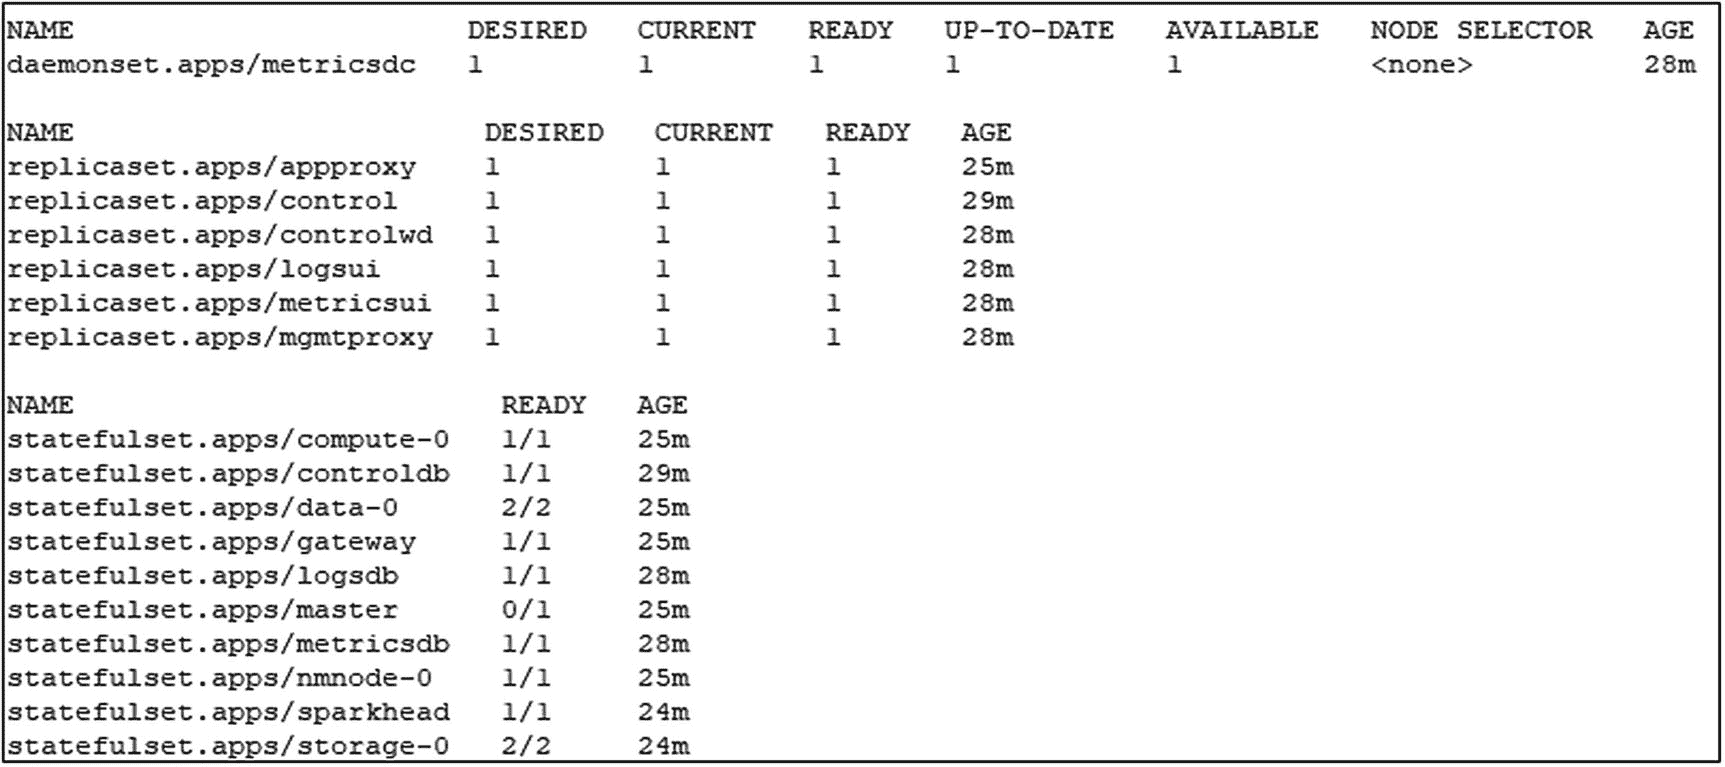 NAME DESIRED CURRENT READY UP-TO-DATE AVAILABLE NODE SELECTOR AGE
daemonset.apps/metricsdc 1 1 1 1 1 <none> 28m
NAME DESIRED CURRENT READY AGE
replicaset.apps/appproxy 1 1 1 25m
replicaset.apps/control 1 1 1 29m
replicaset.apps/controlwd 1 1 1 28m
replicaset.apps/logsui 1 1 1 28m
replicaset.apps/metricsui 1 1 1 28m
replicaset.apps/mgmtproxy 1 1 1 28m
NAME READY AGE
statefulset.apps/compute-0 1/1 25m
statefulset.apps/controldb 1/1 29m
statefulset.apps/data-0 2/2 25m
statefulset.apps/gateway 1/1 25m
statefulset.apps/logsdb 1/1 28m
statefulset.apps/master 0/1 25m
statefulset.apps/metricsdb 1/1 28m
statefulset.apps/nmnode-0 1/1 25m
statefulset.apps/sparkhead 1/1 24m
statefulset.apps/storage-0 2/2 24m